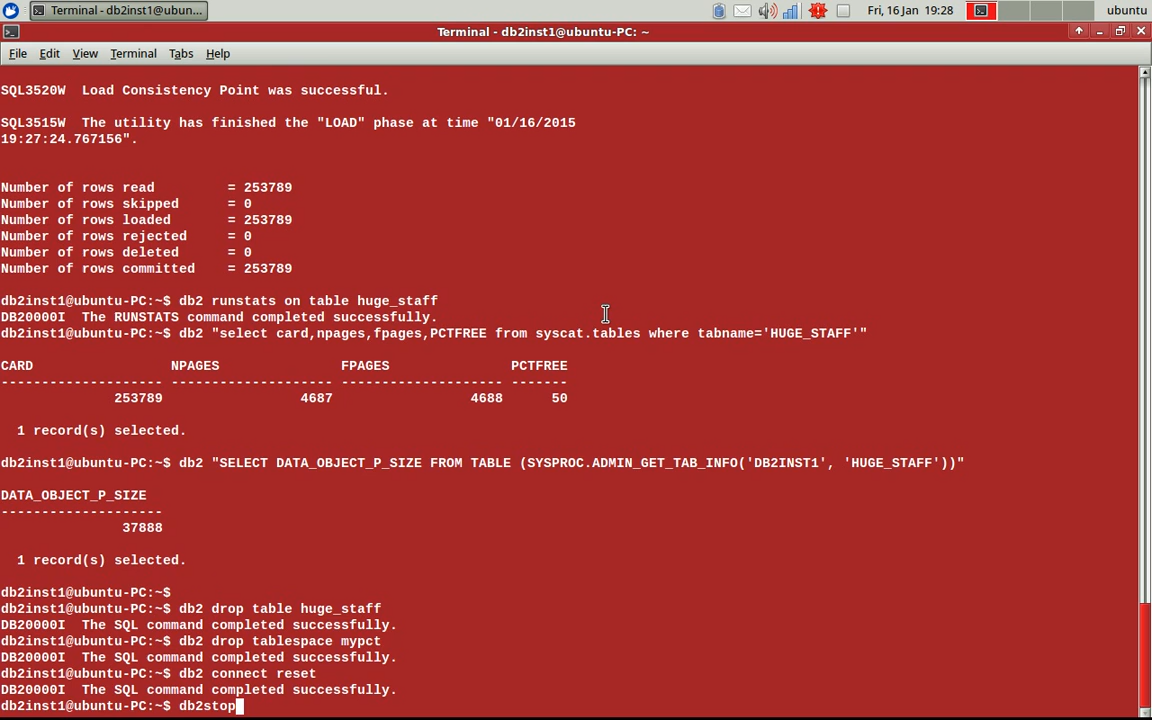 Terminal - db2inst1@ubun...
Fri, 16 Jan 19:28
ubuntu
Terminal - db2inst1@ubuntu-PC: ~
File Edit View Terminal Tabs Help
SQL3520W  Load Consistency Point was successful.
SQL3515W  The utility has finished the "LOAD" phase at time "01/16/2015
19:27:24.767156".
Number of rows read         = 253789
Number of rows skipped      = 0
Number of rows loaded       = 253789
Number of rows rejected     = 0
Number of rows deleted      = 0
Number of rows committed    = 253789
db2inst1@ubuntu-PC:~$ db2 runstats on table huge_staff
DB20000I  The RUNSTATS command completed successfully.
db2inst1@ubuntu-PC:~$ db2 "select card,npages,fpages,PCTFREE from syscat.tables where tabname='HUGE_STAFF'"
CARD                 NPAGES               FPAGES               PCTFREE
-------------------- -------------------- -------------------- -------
              253789                 4687                 4688      50
  1 record(s) selected.
db2inst1@ubuntu-PC:~$ db2 "SELECT DATA_OBJECT_P_SIZE FROM TABLE (SYSPROC.ADMIN_GET_TAB_INFO('DB2INST1', 'HUGE_STAFF'))"
DATA_OBJECT_P_SIZE
--------------------
               37888
  1 record(s) selected.
db2inst1@ubuntu-PC:~$
db2inst1@ubuntu-PC:~$ db2 drop table huge_staff
DB20000I  The SQL command completed successfully.
db2inst1@ubuntu-PC:~$ db2 drop tablespace mypct
DB20000I  The SQL command completed successfully.
db2inst1@ubuntu-PC:~$ db2 connect reset
DB20000I  The SQL command completed successfully.
db2inst1@ubuntu-PC:~$ db2stop